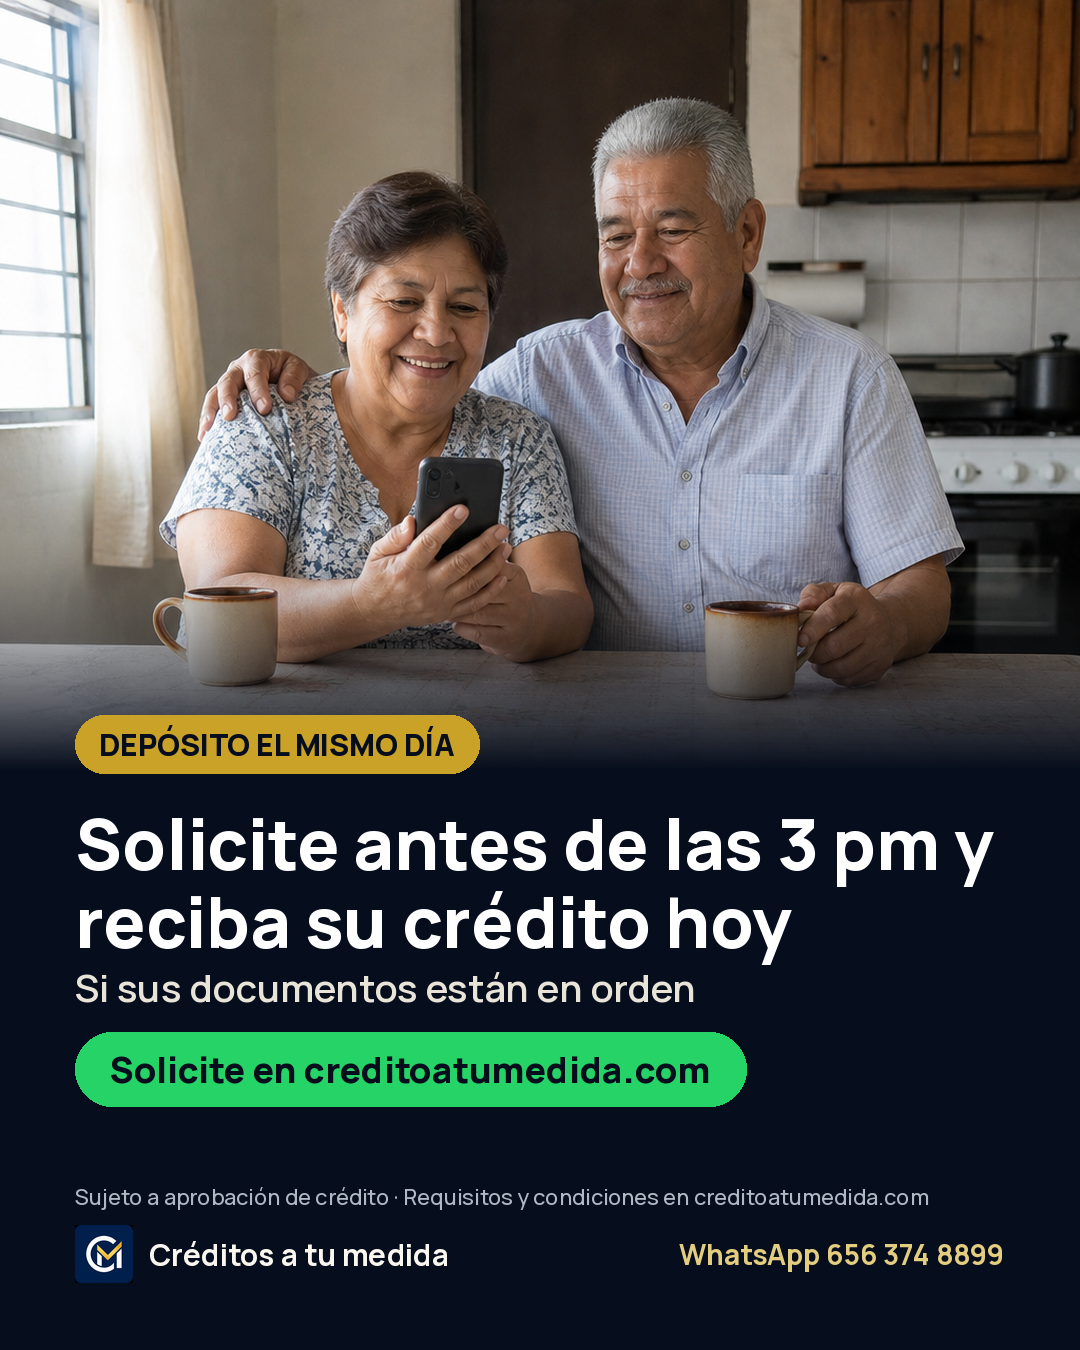 DEPÓSITO EL MISMO DÍA
Solicite antes de las 3 pm y
reciba su crédito hoy
Si sus documentos están en orden
Solicite en creditoatumedida.com
Sujeto a aprobación de crédito · Requisitos y condiciones en creditoatumedida.com
Créditos a tu medida
WhatsApp 656 374 8899